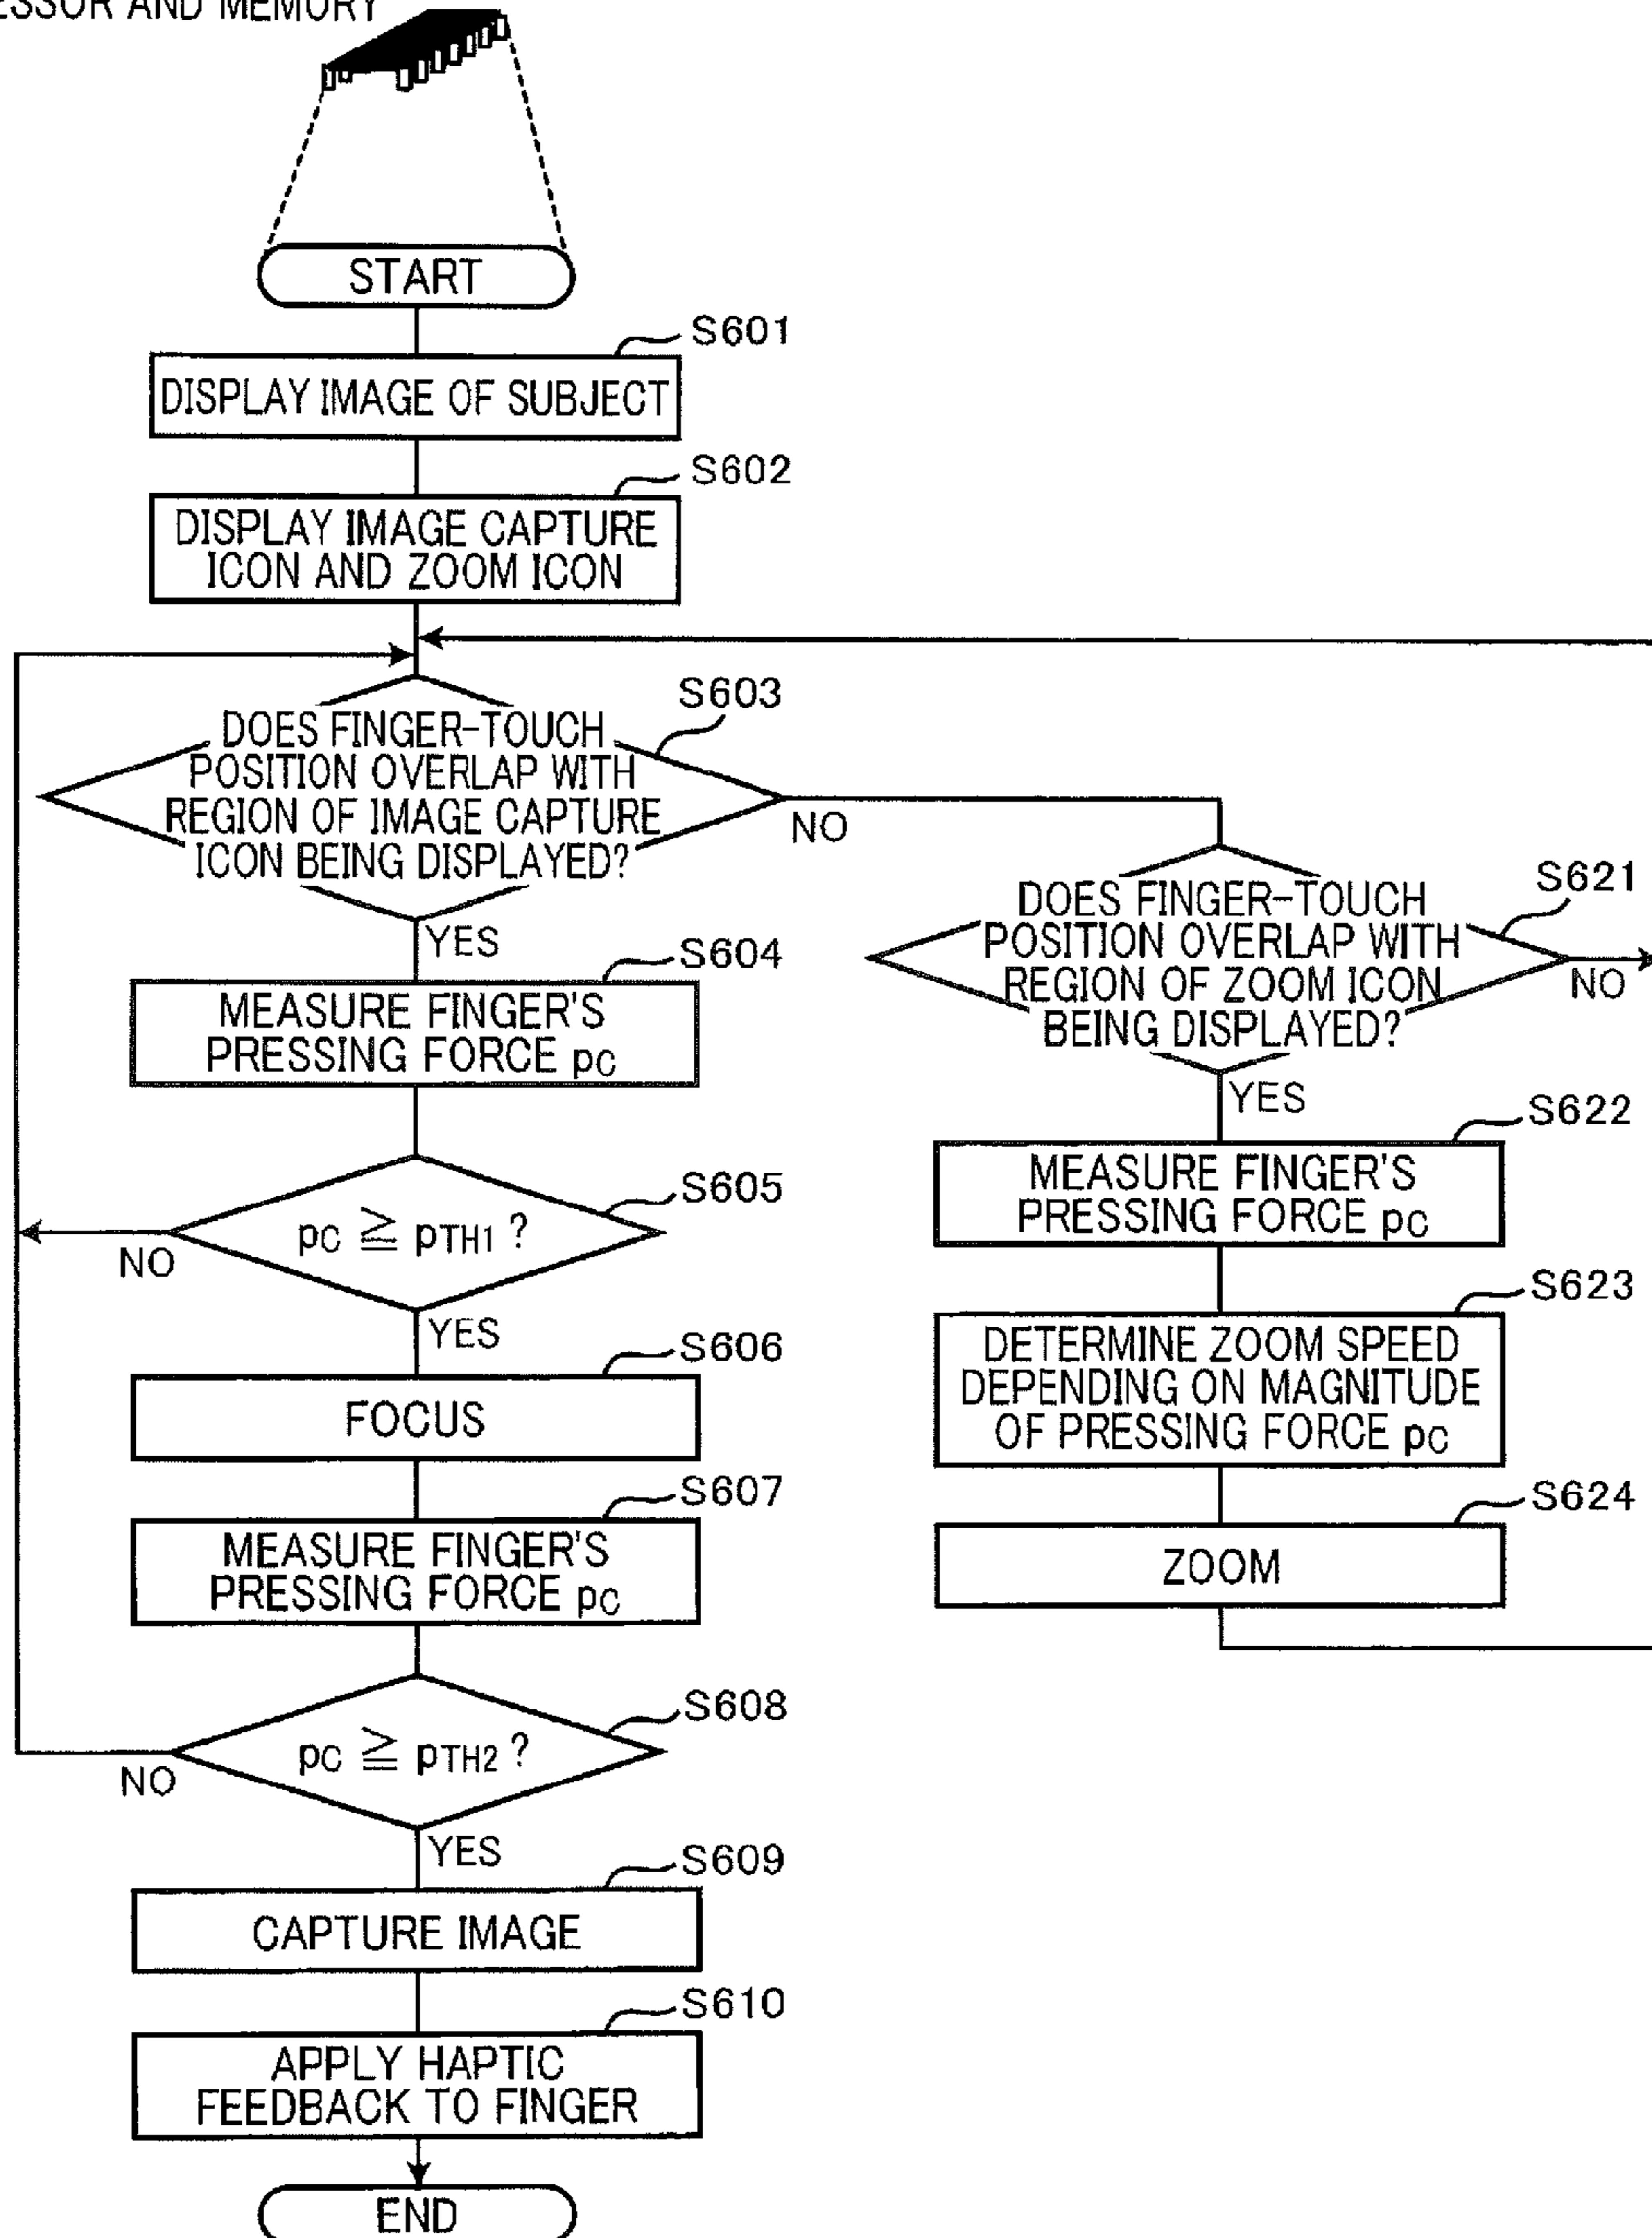 ESSOR AND MEMORY
START
S601
DISPLAY IMAGE OF SUBJECT
S602
DISPLAY IMAGE CAPTURE
ICON AND ZOOM ICON
S603
DOES FINGER-TOUCH
POSITION OVERLAP WITH
REGION OF IMAGE CAPTURE
ICON BEING DISPLAYED?
NO
YES
S604
MEASURE FINGER'S
PRESSING FORCE pC
S605
pC ≧ pTH1 ?
NO
YES
S606
FOCUS
S607
MEASURE FINGER'S
PRESSING FORCE pC
S608
pC ≧ pTH2 ?
NO
YES
S609
CAPTURE IMAGE
S610
APPLY HAPTIC
FEEDBACK TO FINGER
END
S621
DOES FINGER-TOUCH
POSITION OVERLAP WITH
REGION OF ZOOM ICON
BEING DISPLAYED?
NO
YES
S622
MEASURE FINGER'S
PRESSING FORCE pC
S623
DETERMINE ZOOM SPEED
DEPENDING ON MAGNITUDE
OF PRESSING FORCE pC
S624
ZOOM